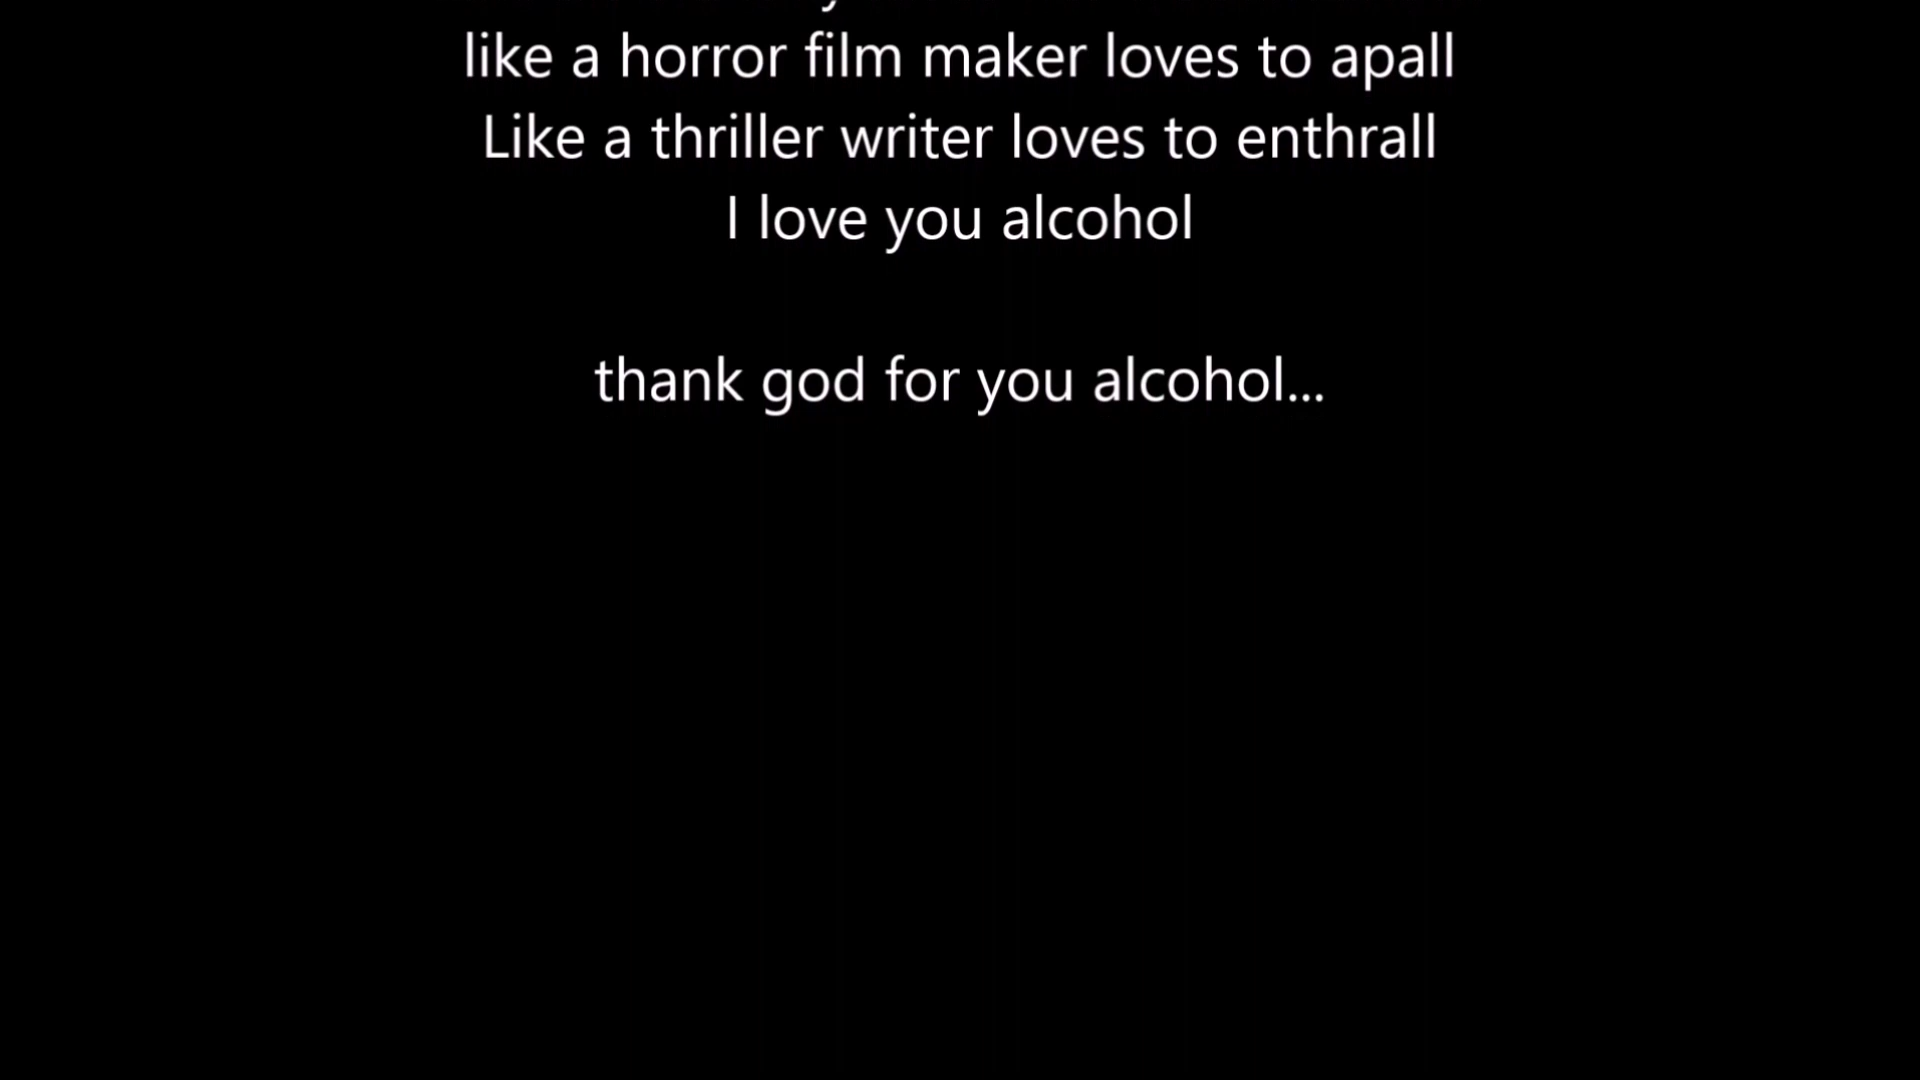 like a horror film maker loves to apall
Like a thriller writer loves to enthrall
I love you alcohol
thank god for you alcohol...